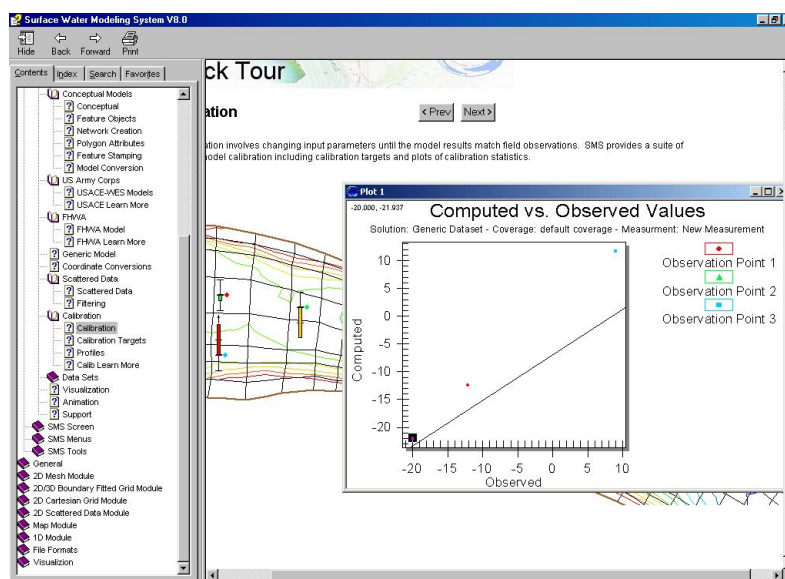 Surface Water Modeling System V8.0
Hide Back Forward Print
Contents Index Search Favorites
Conceptual Models
Conceptual
Feature Objects
Network Creation
Polygon Attributes
Feature Stamping
Model Conversion
US Army Corps
USACE-WES Models
USACE Learn More
FHWA
FHWA Model
FHWA Learn More
Generic Model
Coordinate Conversions
Scattered Data
Scattered Data
Filtering
Calibration
Calibration
Calibration Targets
Profiles
Calib Learn More
Data Sets
Visualization
Animation
Support
SMS Screen
SMS Menus
SMS Tools
General
2D Mesh Module
2D/3D Boundary Fitted Grid Module
2D Cartesian Grid Module
2D Scattered Data Module
Map Module
1D Module
File Formats
Visualizion
ck Tour
ation
< Prev Next >
ation involves changing input parameters until the model results match field observations. SMS provides a suite of
odel calibration including calibration targets and plots of calibration statistics.
Plot 1
-20.000, -21.937
Computed vs. Observed Values
Solution: Generic Dataset - Coverage: default coverage - Measurment: New Measurement
Observation Point 1
Observation Point 2
Observation Point 3
Computed
10
5
0
-5
-10
-15
-20
-20 -15 -10 -5 0 5 10
Observed